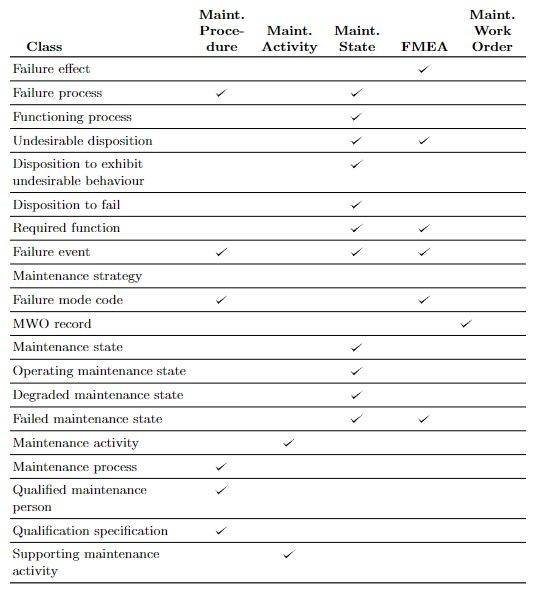 Class Maint. Proce- dure Maint. Activity Maint. State FMEA Maint. Work Order
Failure effect ✓
Failure process ✓ ✓
Functioning process ✓
Undesirable disposition ✓ ✓
Disposition to exhibit
undesirable behaviour ✓
Disposition to fail ✓
Required function ✓ ✓
Failure event ✓ ✓ ✓
Maintenance strategy
Failure mode code ✓ ✓
MWO record ✓
Maintenance state ✓
Operating maintenance state ✓
Degraded maintenance state ✓
Failed maintenance state ✓ ✓
Maintenance activity ✓
Maintenance process ✓
Qualified maintenance ✓
person
Qualification specification ✓
Supporting maintenance ✓
activity